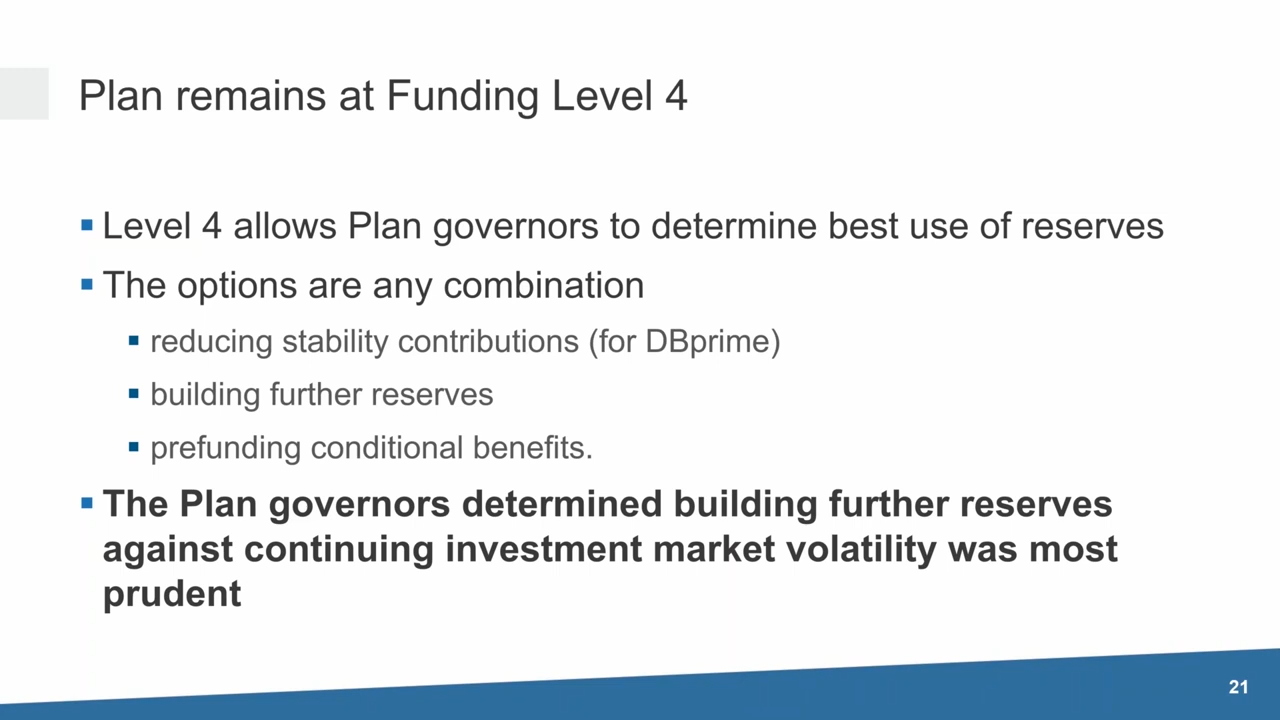 Plan remains at Funding Level 4
▪ Level 4 allows Plan governors to determine best use of reserves
▪ The options are any combination
▪ reducing stability contributions (for DBprime)
▪ building further reserves
▪ prefunding conditional benefits.
▪ The Plan governors determined building further reserves
against continuing investment market volatility was most
prudent
21